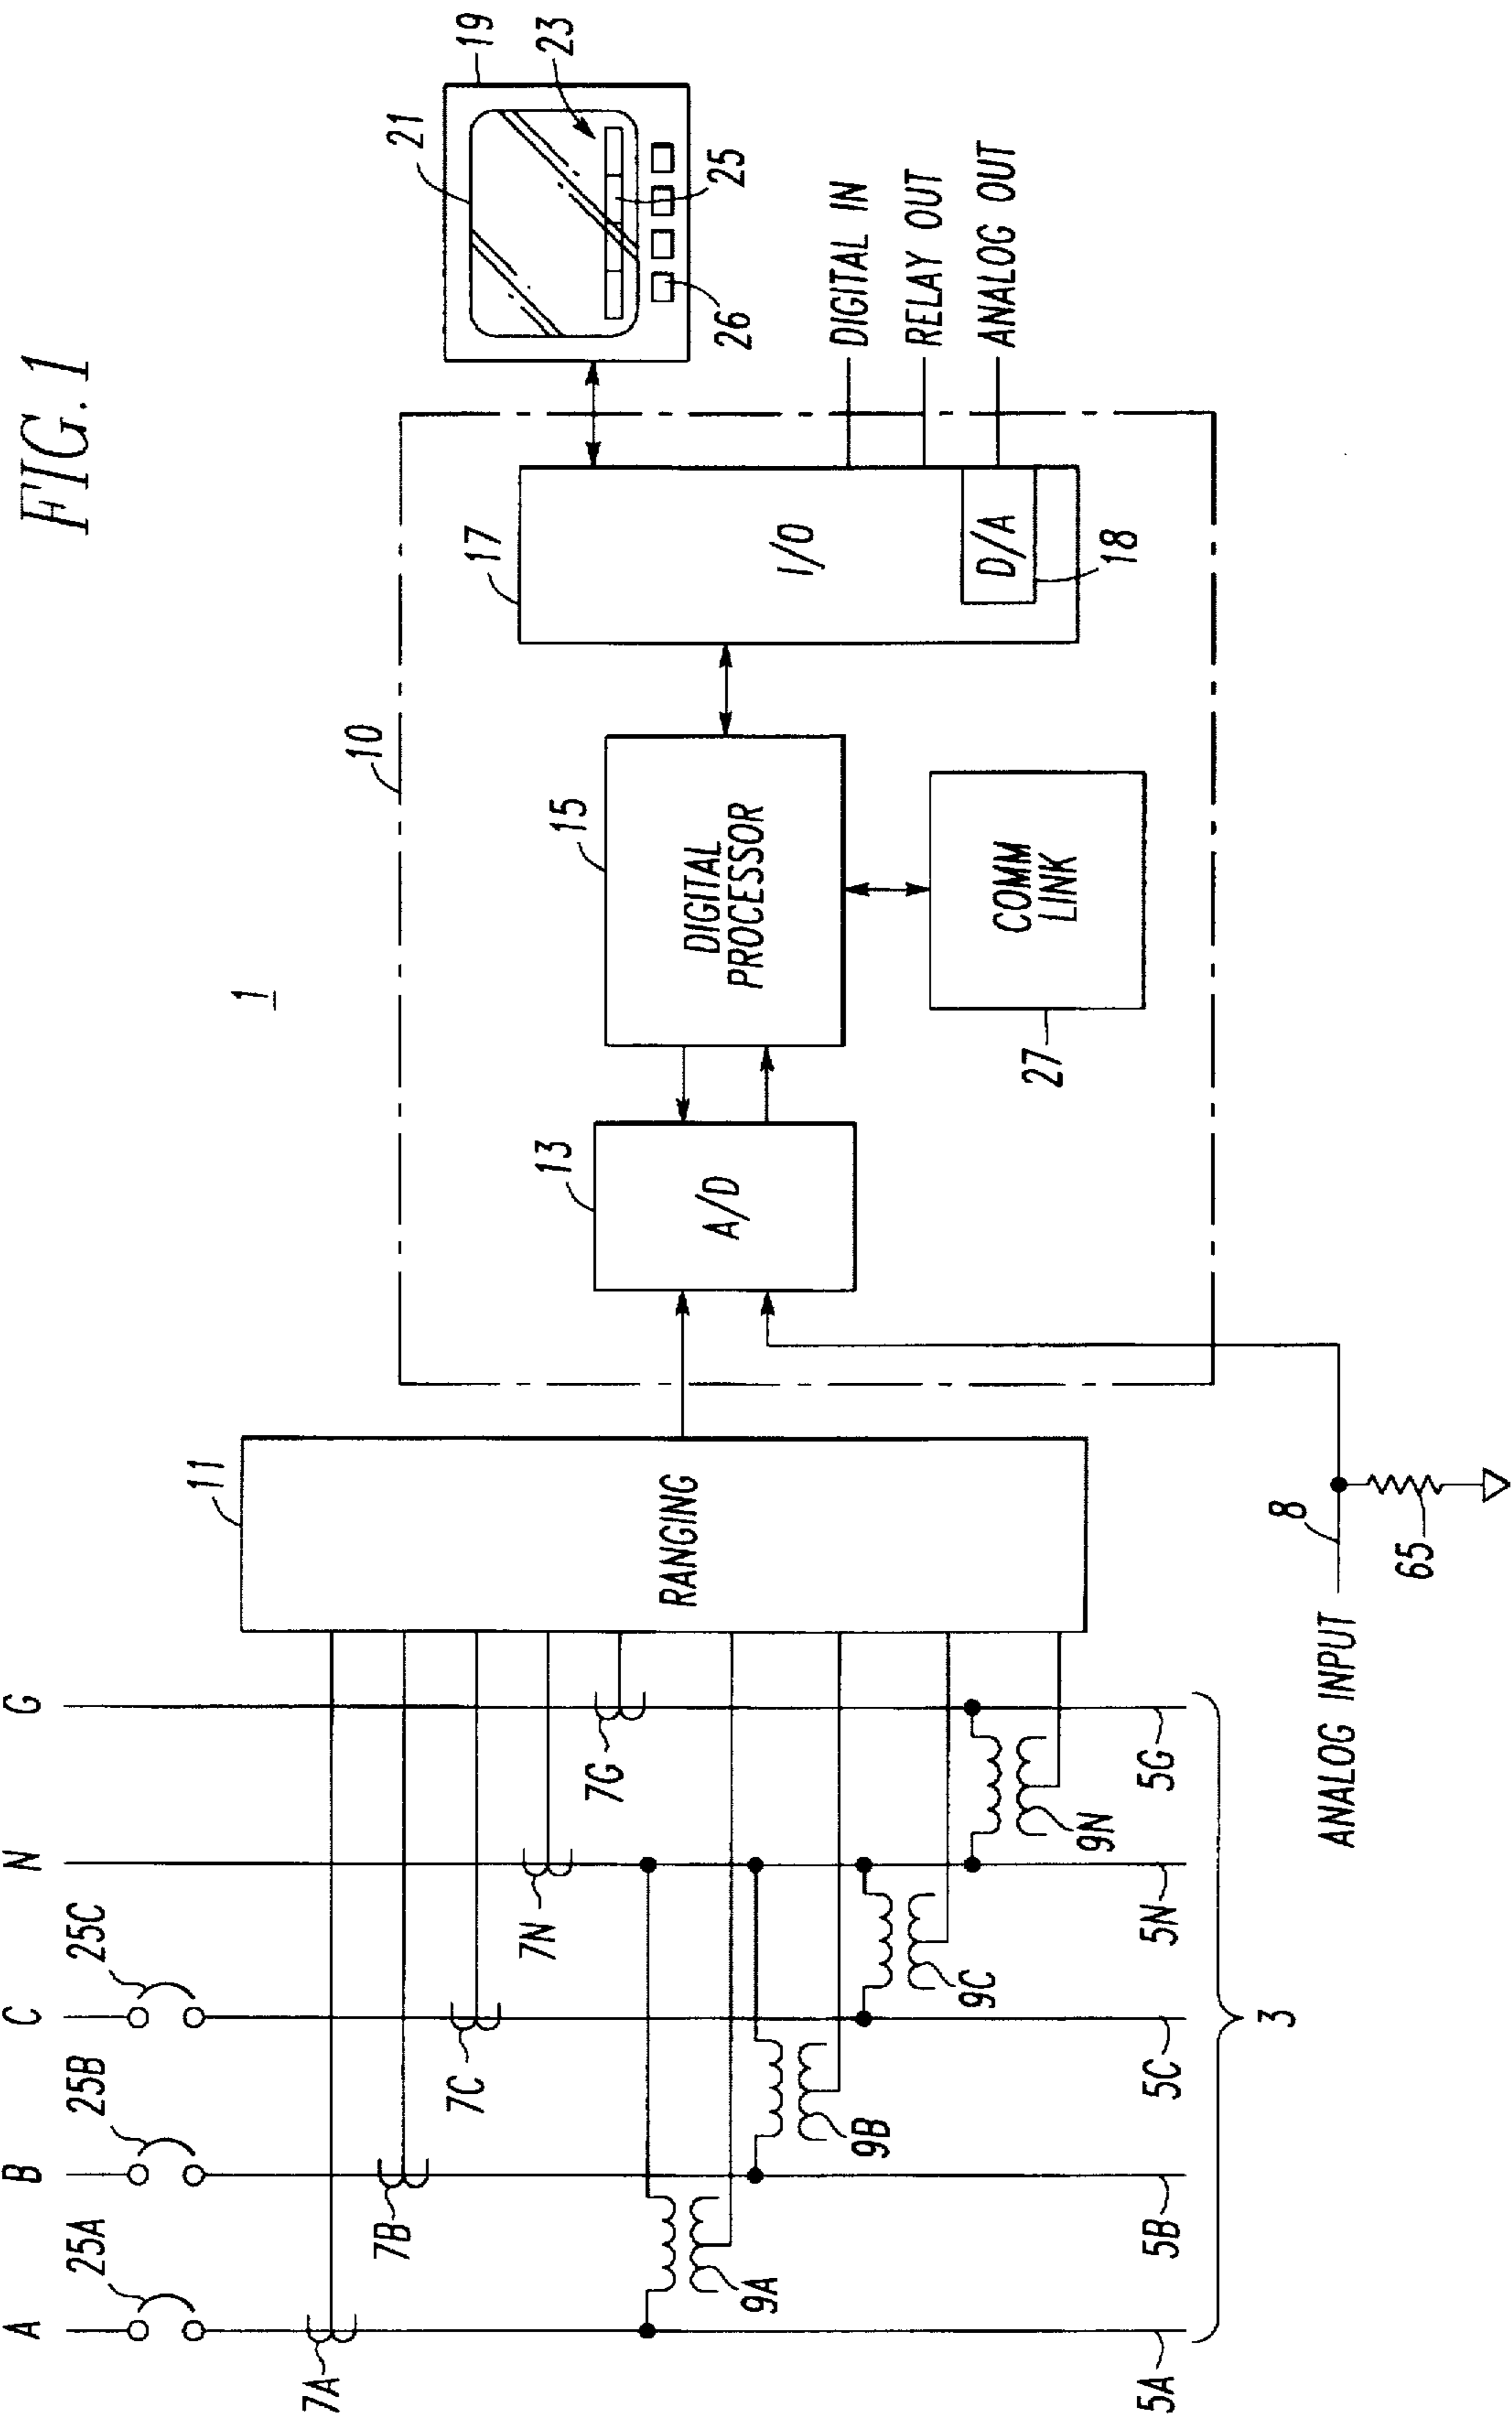 FIG. 1
1
A
B
C
N
G
25A
25B
25C
7A
7B
7C
7N
7G
9A
9B
9C
9N
5A
5B
5C
5N
5G
3
11
RANGING
ANALOG INPUT
8
65
10
13
A/D
15
DIGITAL
PROCESSOR
COMM
LINK
27
17
I/O
D/A
18
DIGITAL IN
RELAY OUT
ANALOG OUT
19
21
23
25
26